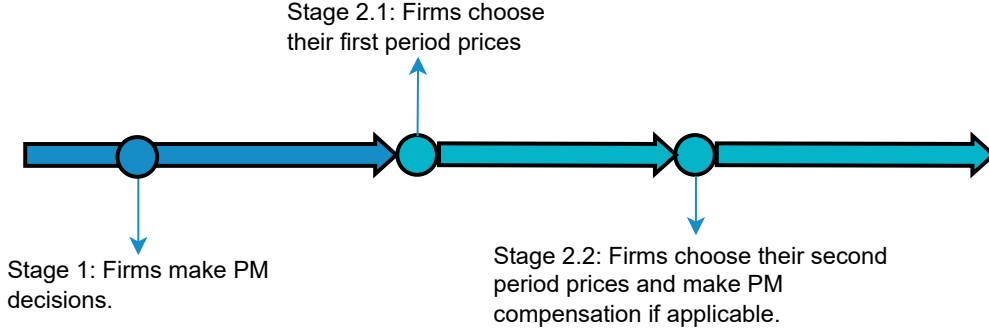 Stage 2.1: Firms choose
their first period prices
Stage 1: Firms make PM
decisions.
Stage 2.2: Firms choose their second
period prices and make PM
compensation if applicable.